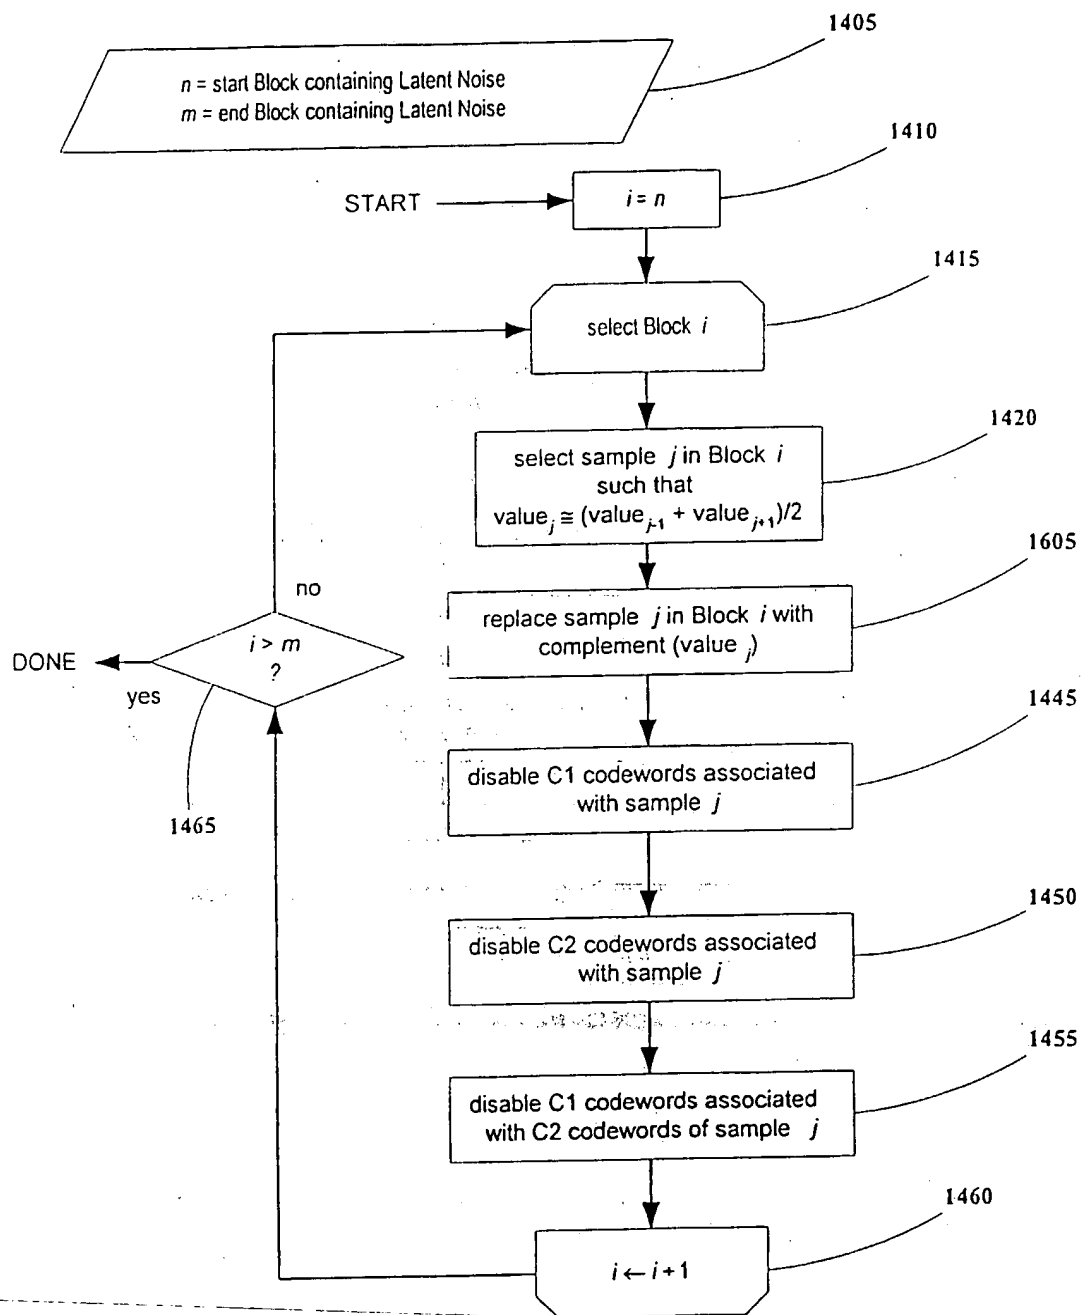 1405
n = start Block containing Latent Noise
m = end Block containing Latent Noise
1410
START
i = n
1415
select Block i
1420
select sample j in Block i
such that
value_j ≅ (value_j-1 + value_j+1)/2
1605
replace sample j in Block i with
complement (value_j)
no
i > m
?
DONE
yes
1465
1445
disable C1 codewords associated
with sample j
1450
disable C2 codewords associated
with sample j
1455
disable C1 codewords associated
with C2 codewords of sample j
1460
i ← i+1